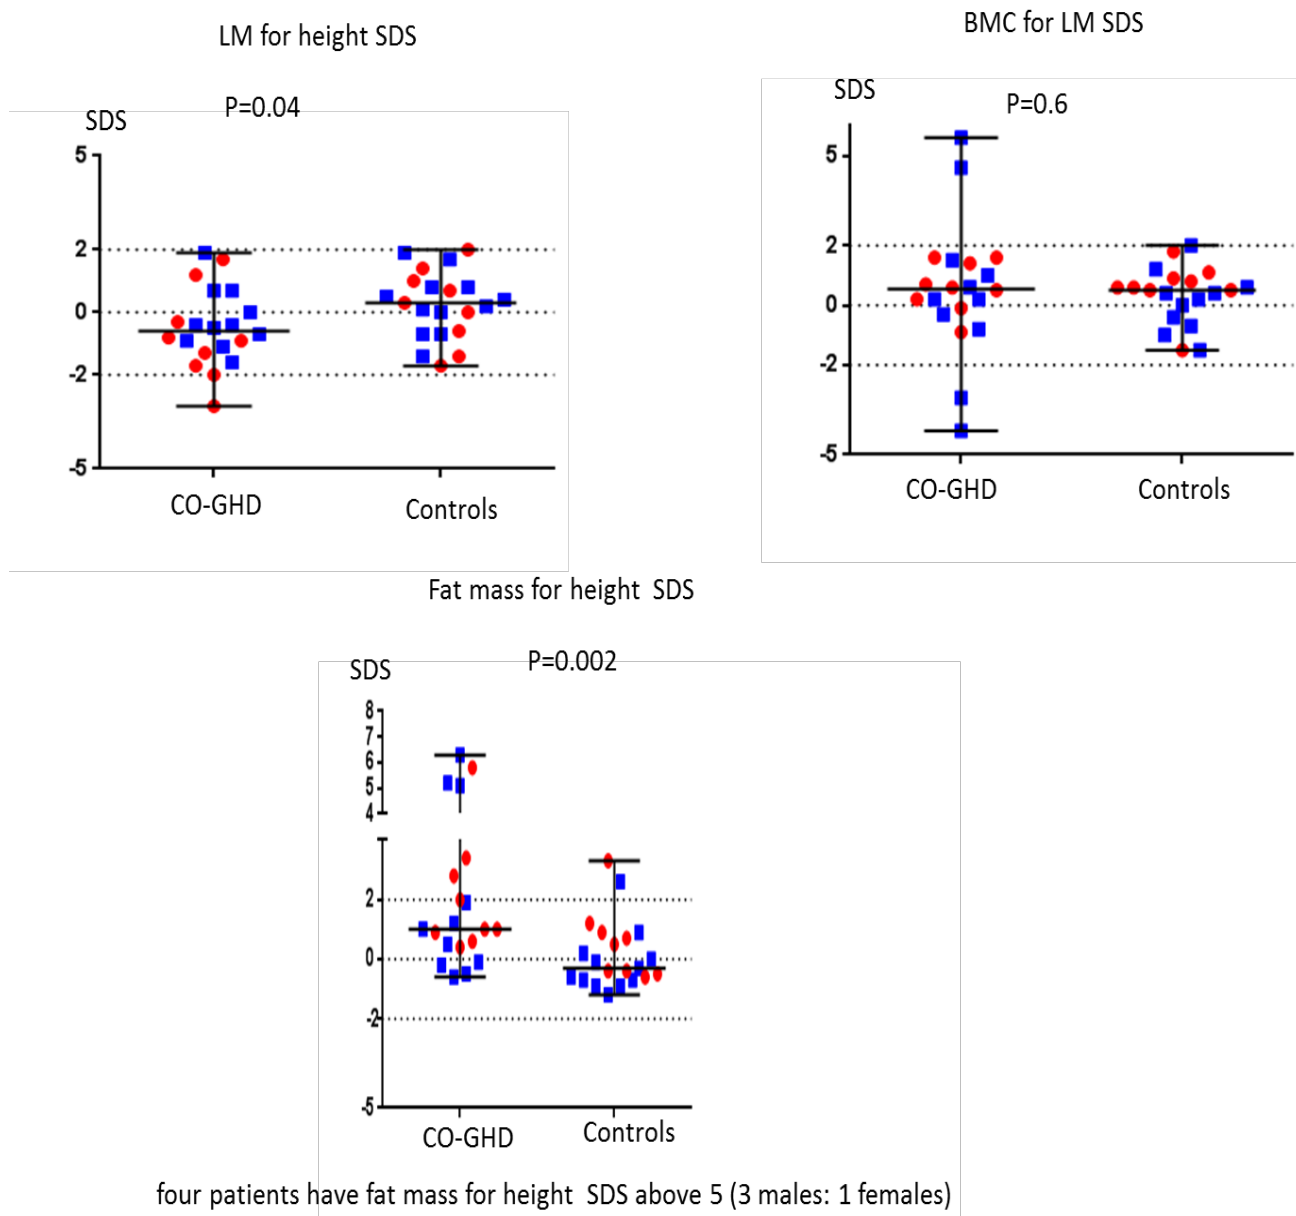 LM for height SDS
P=0.04
SDS
5
2
0
-2
-5
CO-GHD
Controls
BMC for LM SDS
SDS
P=0.6
5
2
0
-2
-5
CO-GHD
Controls
Fat mass for height SDS
P=0.002
SDS
8
7
6
5
4
2
0
-2
-5
CO-GHD
Controls
four patients have fat mass for height SDS above 5 (3 males: 1 females)